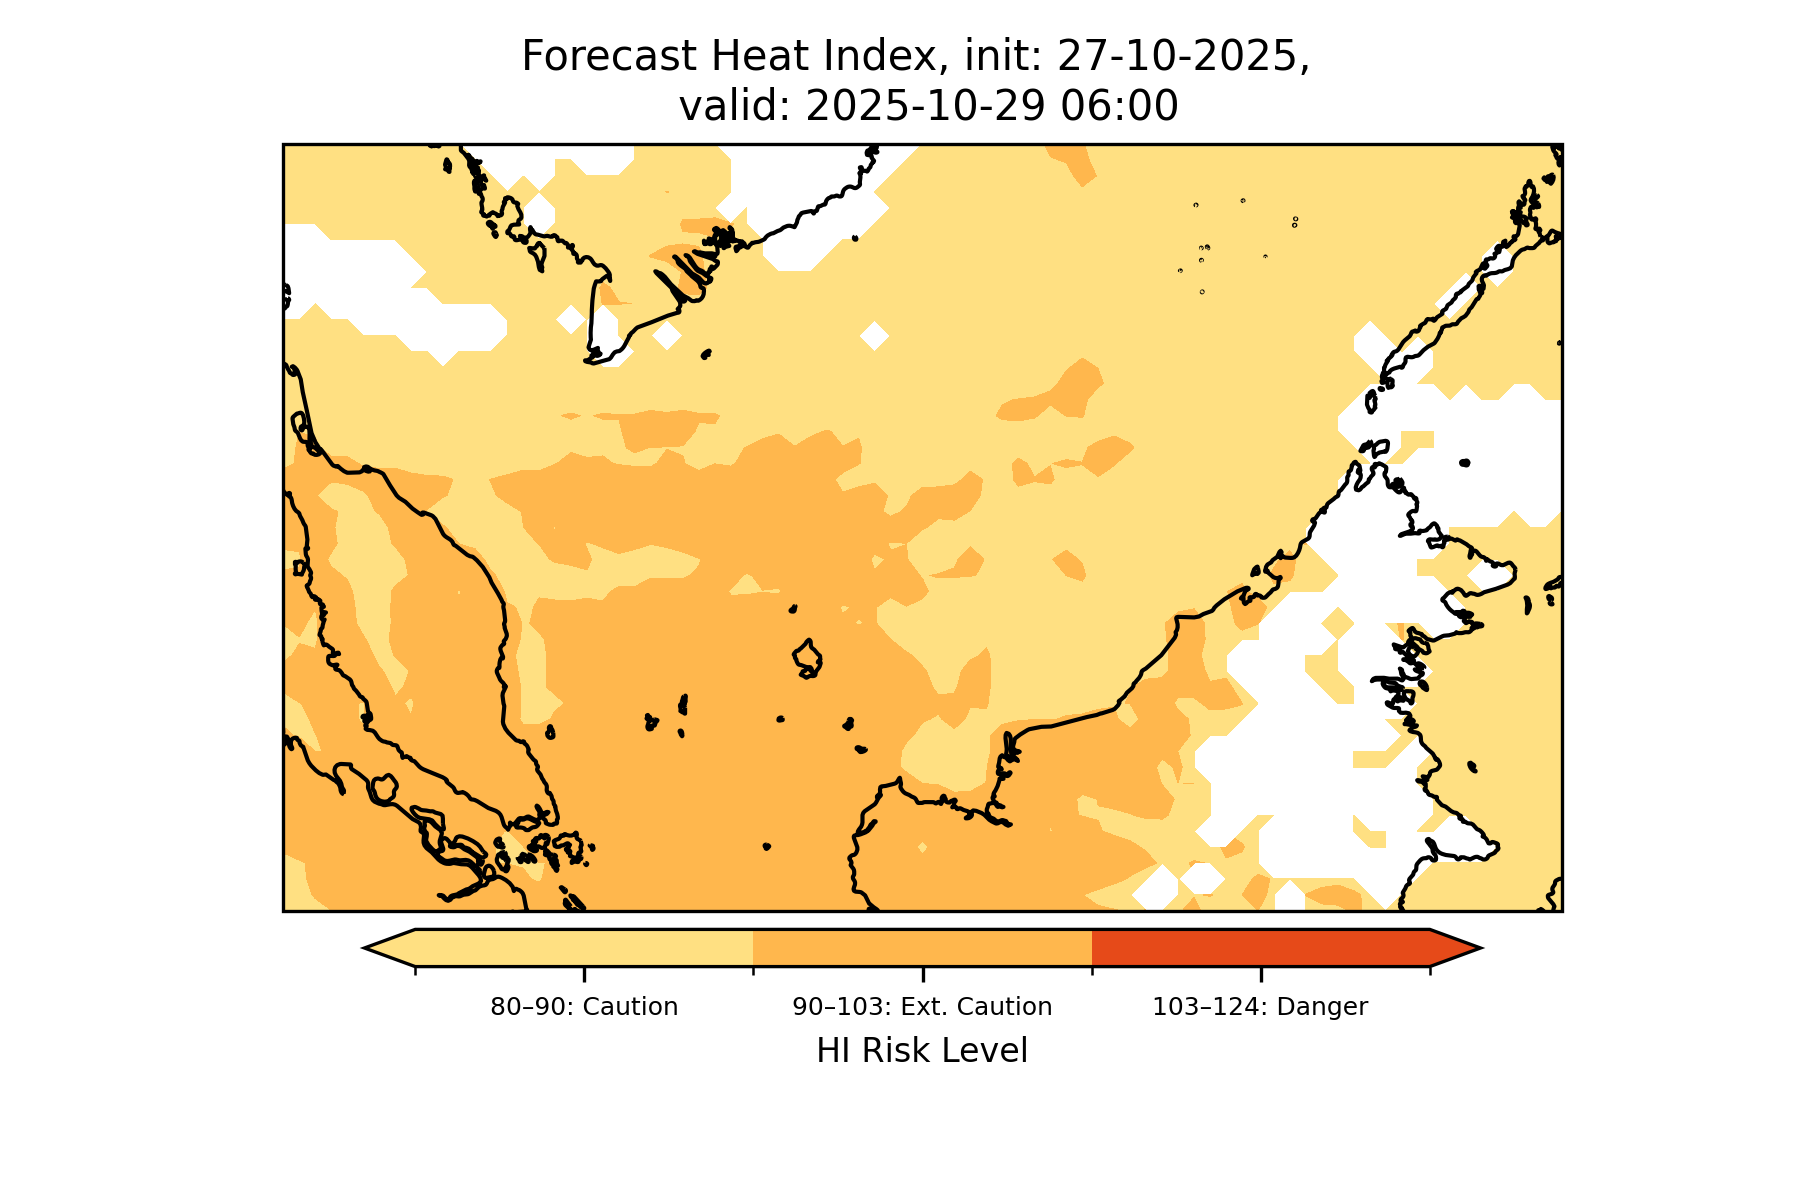 Forecast Heat Index, init: 27-10-2025,
valid: 2025-10-29 06:00
80–90: Caution
90–103: Ext. Caution
103–124: Danger
HI Risk Level